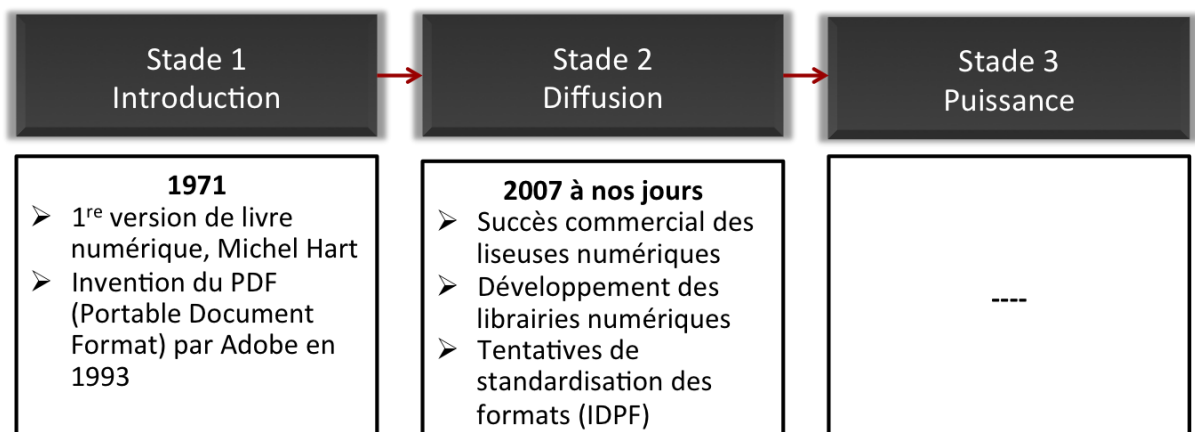 Stade 1
Introduction
Stade 2
Diffusion
Stade 3
Puissance
1971
➢ 1re version de livre
numérique, Michel Hart
➢ Invention du PDF
(Portable Document
Format) par Adobe en
1993
2007 à nos jours
➢ Succès commercial des
liseuses numériques
➢ Développement des
librairies numériques
➢ Tentatives de
standardisation des
formats (IDPF)
----